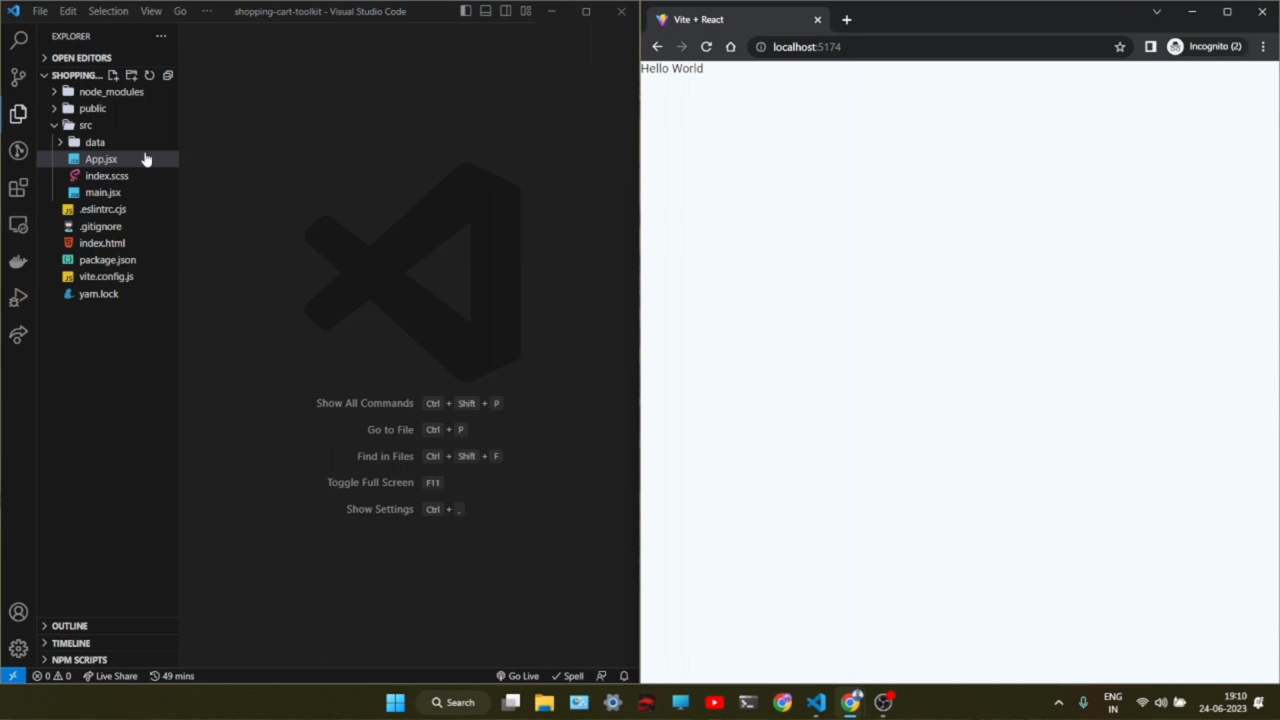 File Edit Selection View Go ··· shopping-cart-toolkit - Visual Studio Code
EXPLORER ···
OPEN EDITORS
SHOPPING...
node_modules
public
src
data
App.jsx
index.scss
main.jsx
.eslintrc.cjs
.gitignore
index.html
package.json
vite.config.js
yarn.lock
Show All Commands Ctrl + Shift + P
Go to File Ctrl + P
Find in Files Ctrl + Shift + F
Toggle Full Screen F11
Show Settings Ctrl + ,
OUTLINE
TIMELINE
NPM SCRIPTS
0 0 Live Share 49 mins Go Live Spell
Vite + React
localhost:5174 Incognito (2)
Hello World
Search
ENG
IN
19:10
24-06-2023